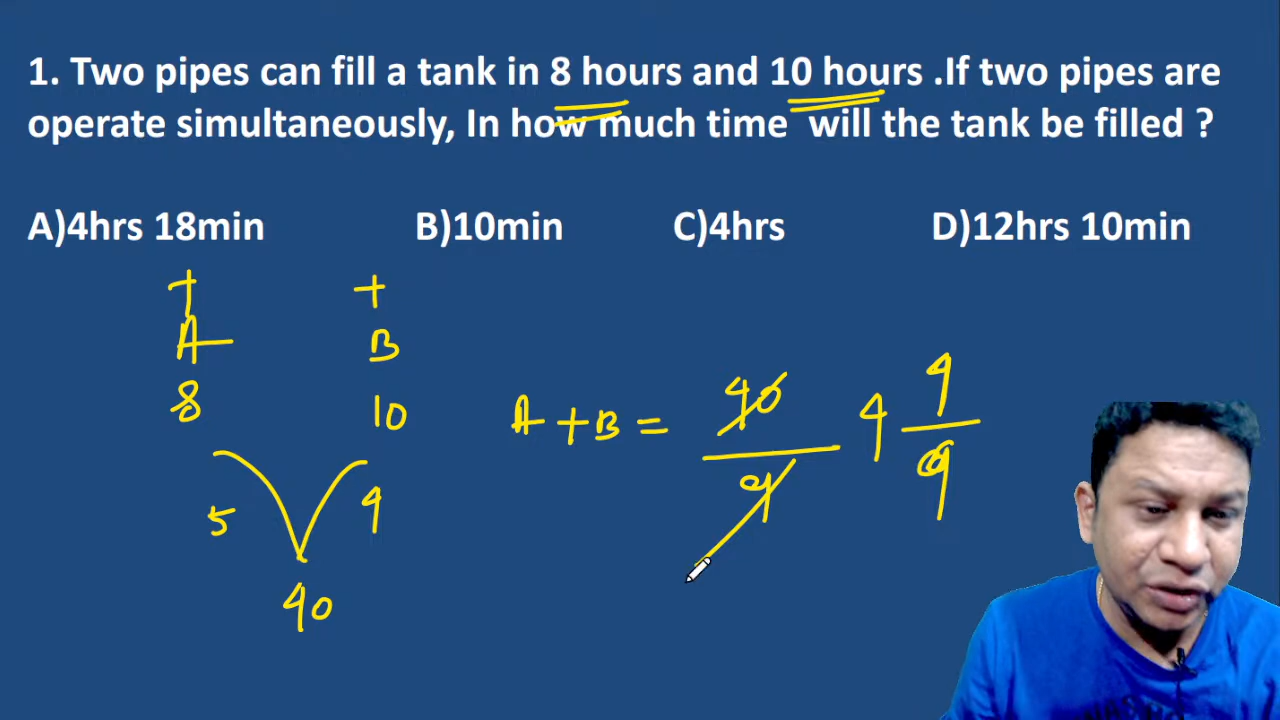 1. Two pipes can fill a tank in 8 hours and 10 hours .If two pipes are
operate simultaneously, In how much time will the tank be filled ?
A)4hrs 18min B)10min C)4hrs D)12hrs 10min
+ +
A B
8 10
A + B = 40/9 4 4/9
5 4
40